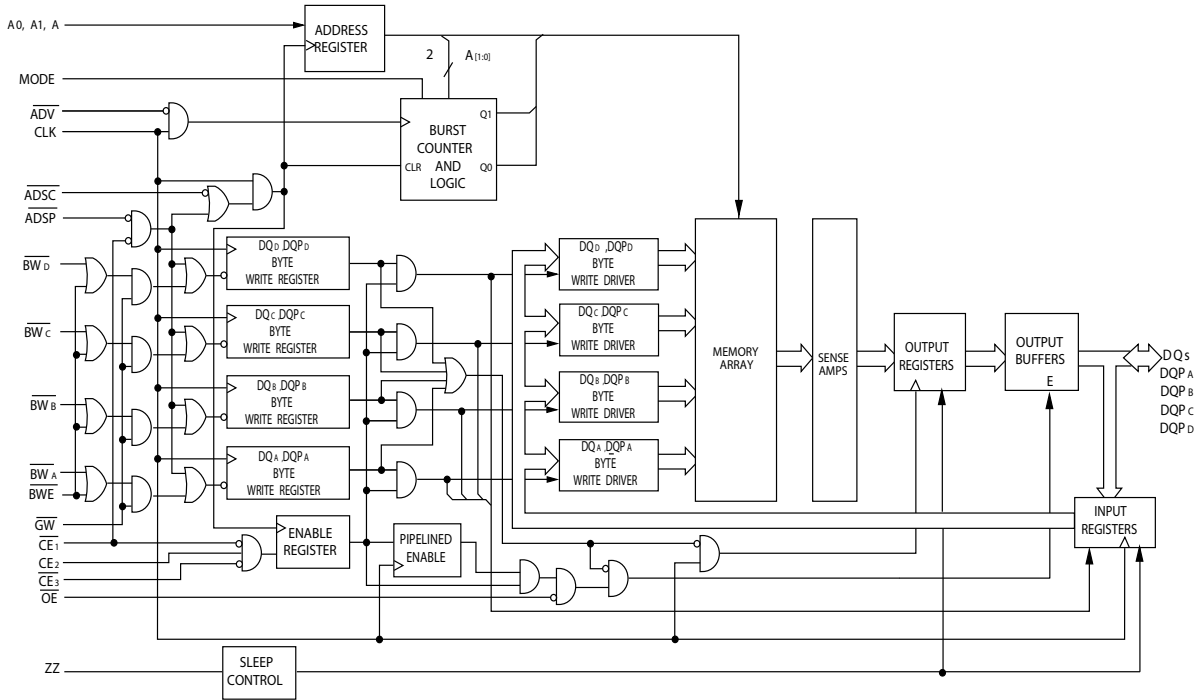 A0, A1, A
ADDRESS
REGISTER
2
A[1:0]
MODE
ADV
CLK
BURST
COUNTER
AND
LOGIC
Q1
CLR
Q0
ADSC
ADSP
DQD ,DQPD
BYTE
WRITE REGISTER
DQD ,DQPD
BYTE
WRITE DRIVER
BWD
DQC ,DQPC
BYTE
WRITE REGISTER
DQC ,DQPC
BYTE
WRITE DRIVER
BWC
MEMORY
ARRAY
SENSE
AMPS
OUTPUT
REGISTERS
OUTPUT
BUFFERS
E
DQs
DQPA
DQPB
DQPC
DQPD
DQB ,DQPB
BYTE
WRITE REGISTER
DQB ,DQPB
BYTE
WRITE DRIVER
BWB
DQA ,DQPA
BYTE
WRITE REGISTER
DQA ,DQPA
BYTE
WRITE DRIVER
BWA
BWE
GW
CE1
CE2
CE3
OE
ENABLE
REGISTER
PIPELINED
ENABLE
INPUT
REGISTERS
ZZ
SLEEP
CONTROL